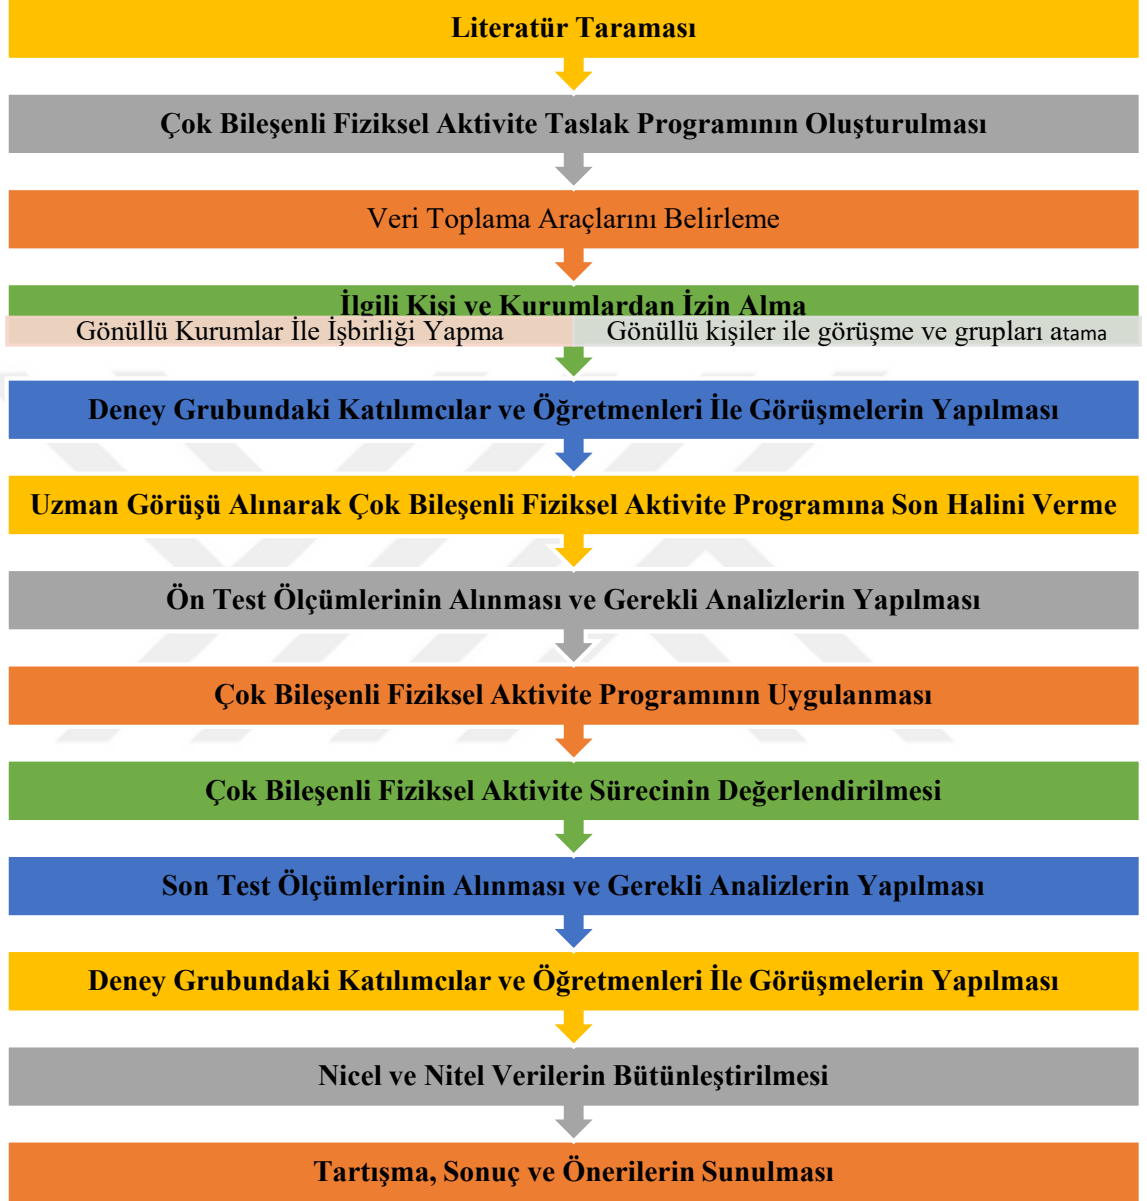 Literatür Taraması
Çok Bileşenli Fiziksel Aktivite Taslak Programının Oluşturulması
Veri Toplama Araçlarını Belirleme
İlgili Kişi ve Kurumlardan İzin Alma
Gönüllü Kurumlar İle İşbirliği Yapma
Gönüllü kişiler ile görüşme ve grupları atama
Deney Grubundaki Katılımcılar ve Öğretmenleri İle Görüşmelerin Yapılması
Uzman Görüşü Alınarak Çok Bileşenli Fiziksel Aktivite Programına Son Halini Verme
Ön Test Ölçümlerinin Alınması ve Gerekli Analizlerin Yapılması
Çok Bileşenli Fiziksel Aktivite Programının Uygulanması
Çok Bileşenli Fiziksel Aktivite Sürecinin Değerlendirilmesi
Son Test Ölçümlerinin Alınması ve Gerekli Analizlerin Yapılması
Deney Grubundaki Katılımcılar ve Öğretmenleri İle Görüşmelerin Yapılması
Nicel ve Nitel Verilerin Bütünleştirilmesi
Tartışma, Sonuç ve Önerilerin Sunulması